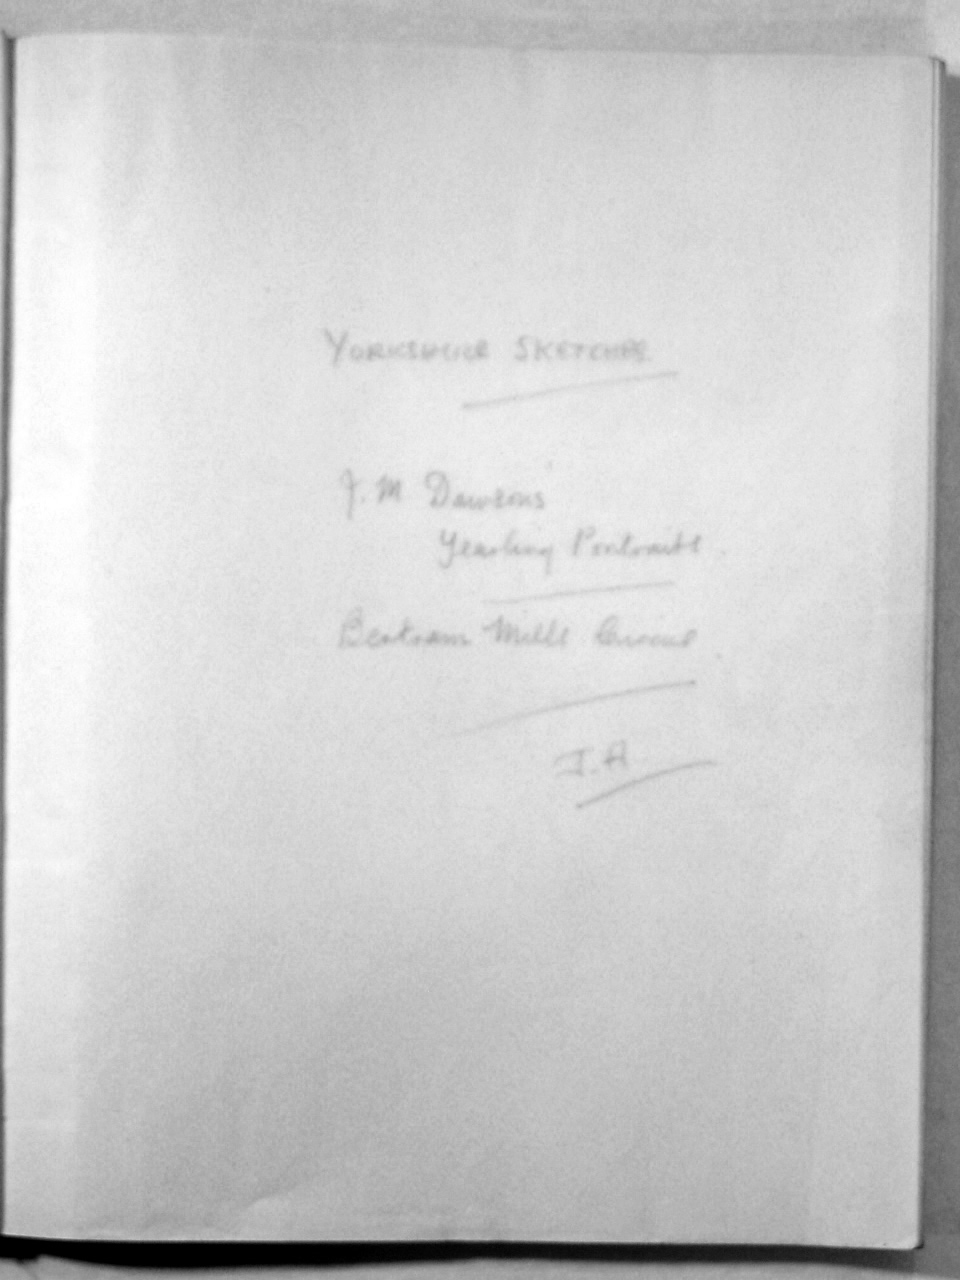 YORKSHIRE SKETCHES
J. M Dawsons'
Yearling Portraits.
Bertram Mills Circus.
J. A